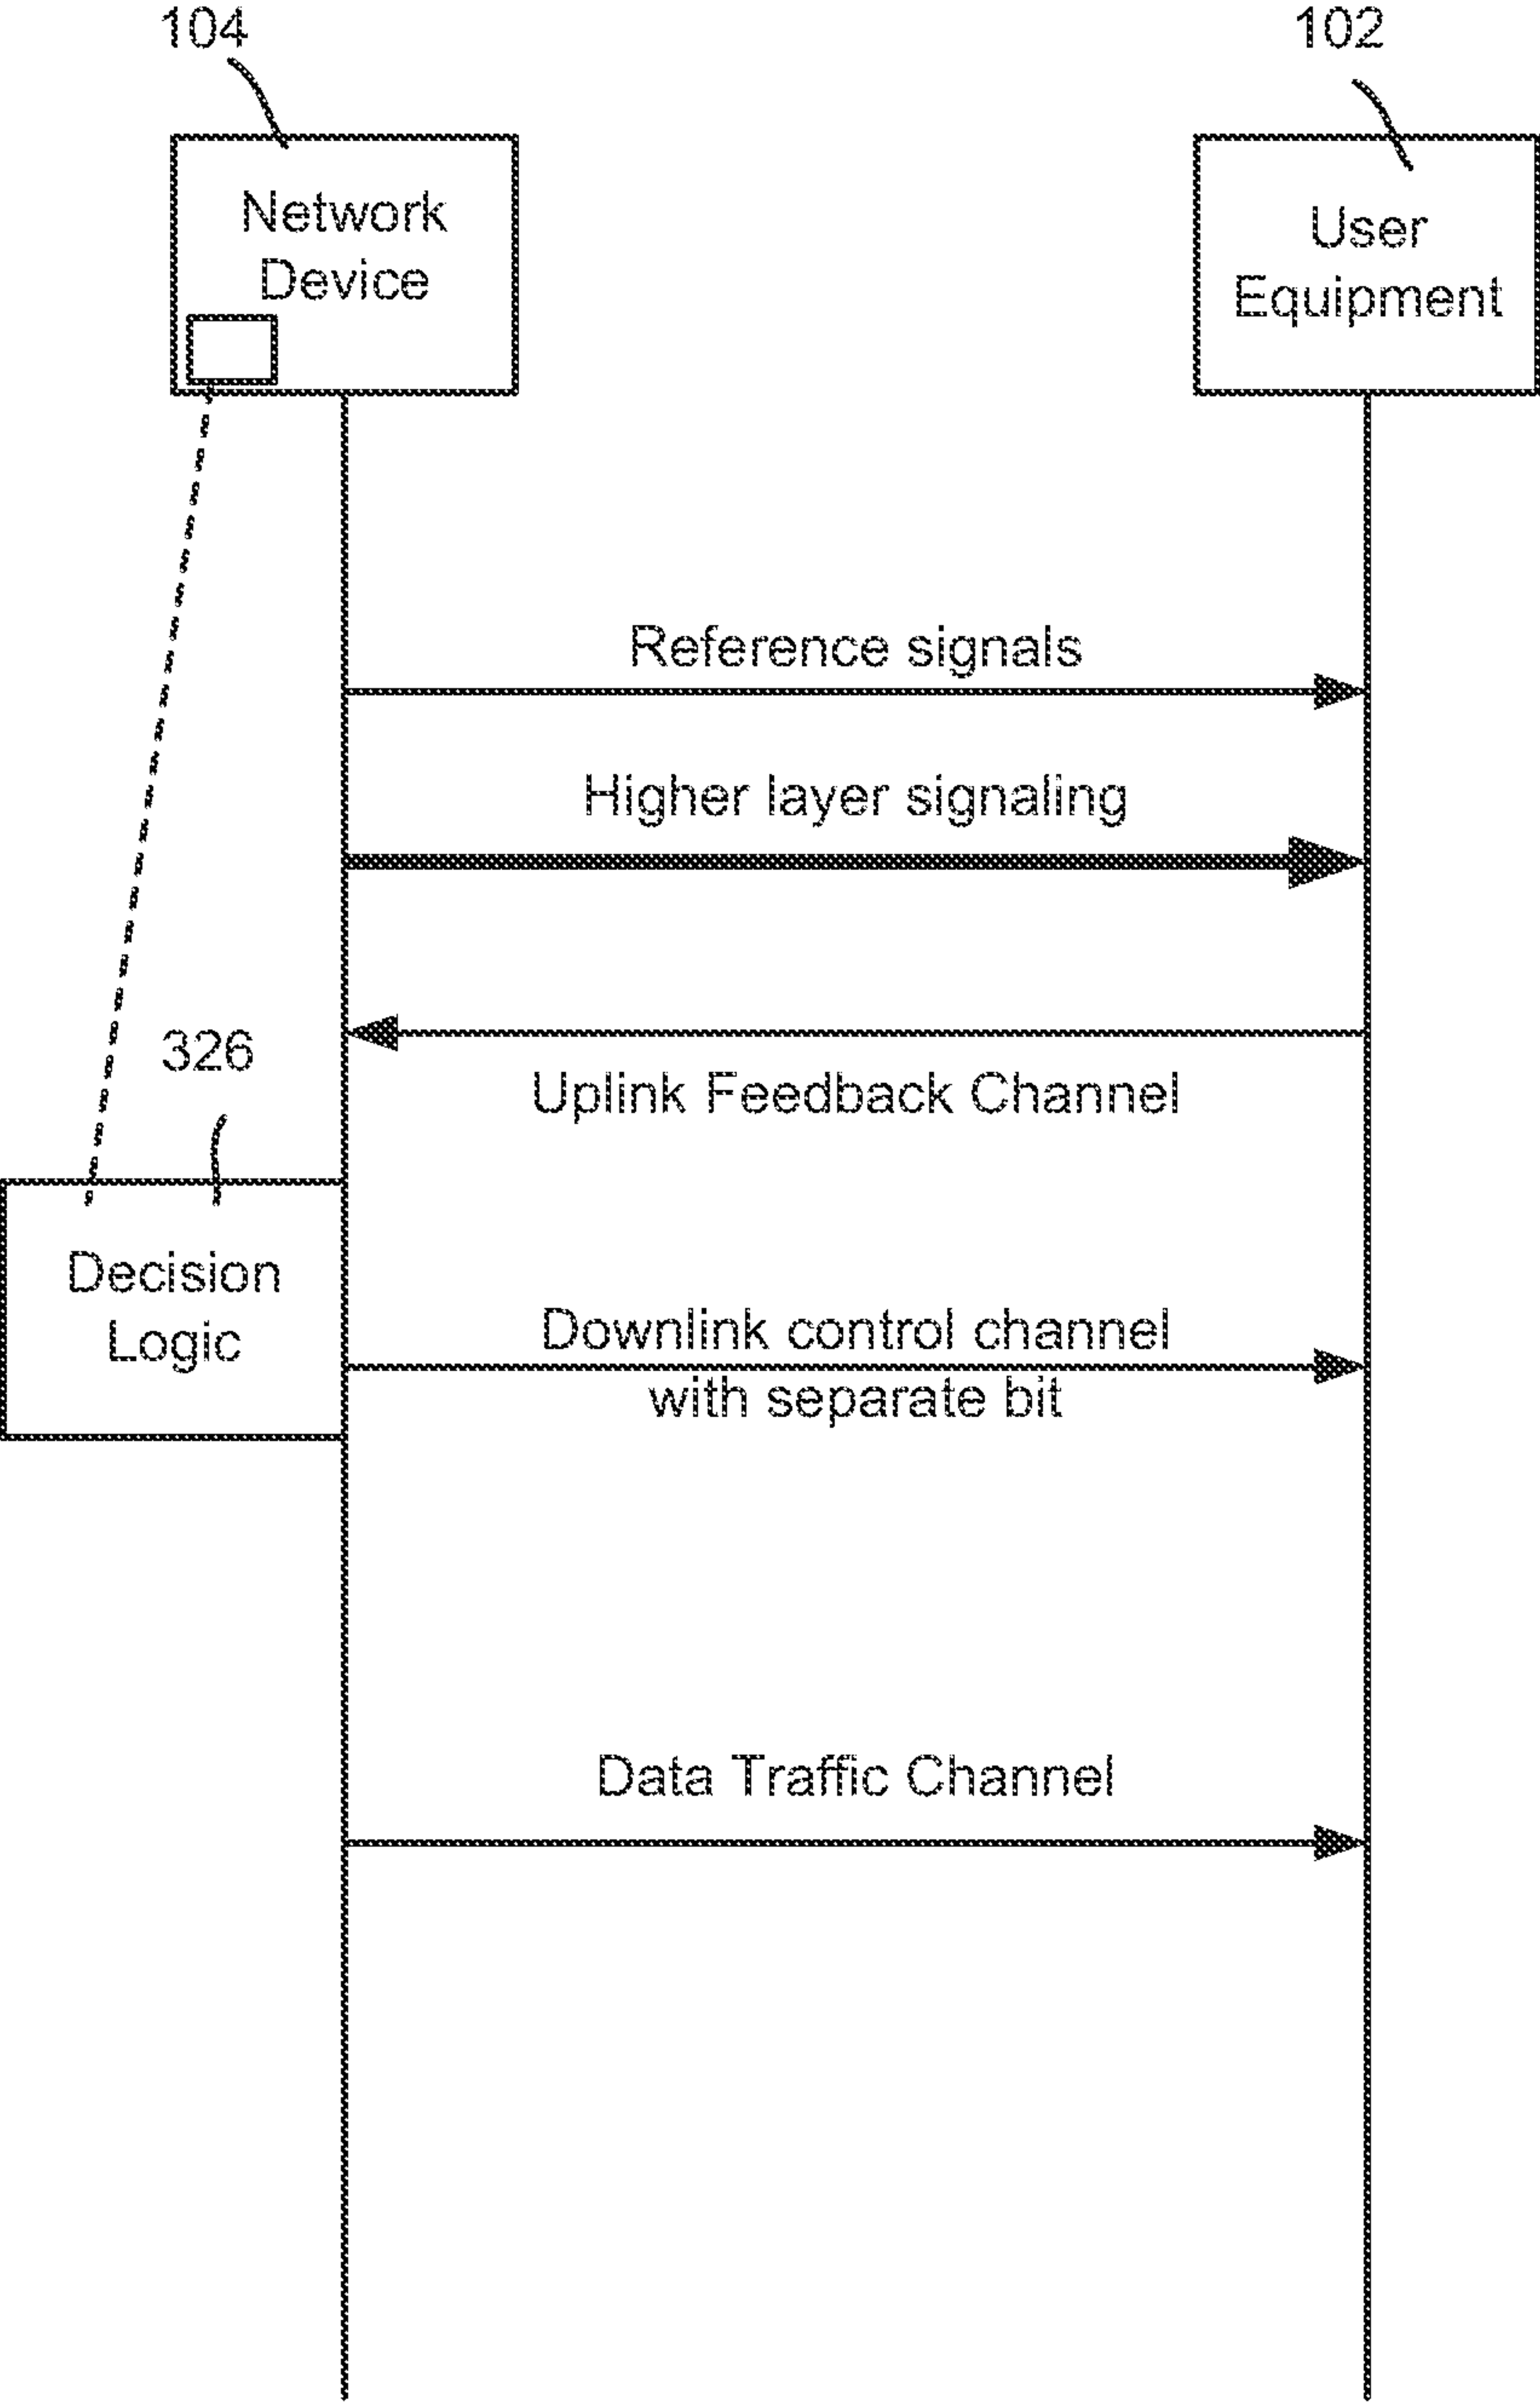 104
102
Network
Device
User
Equipment
Reference signals
Higher layer signaling
326
Uplink Feedback Channel
Decision
Logic
Downlink control channel
with separate bit
Data Traffic Channel